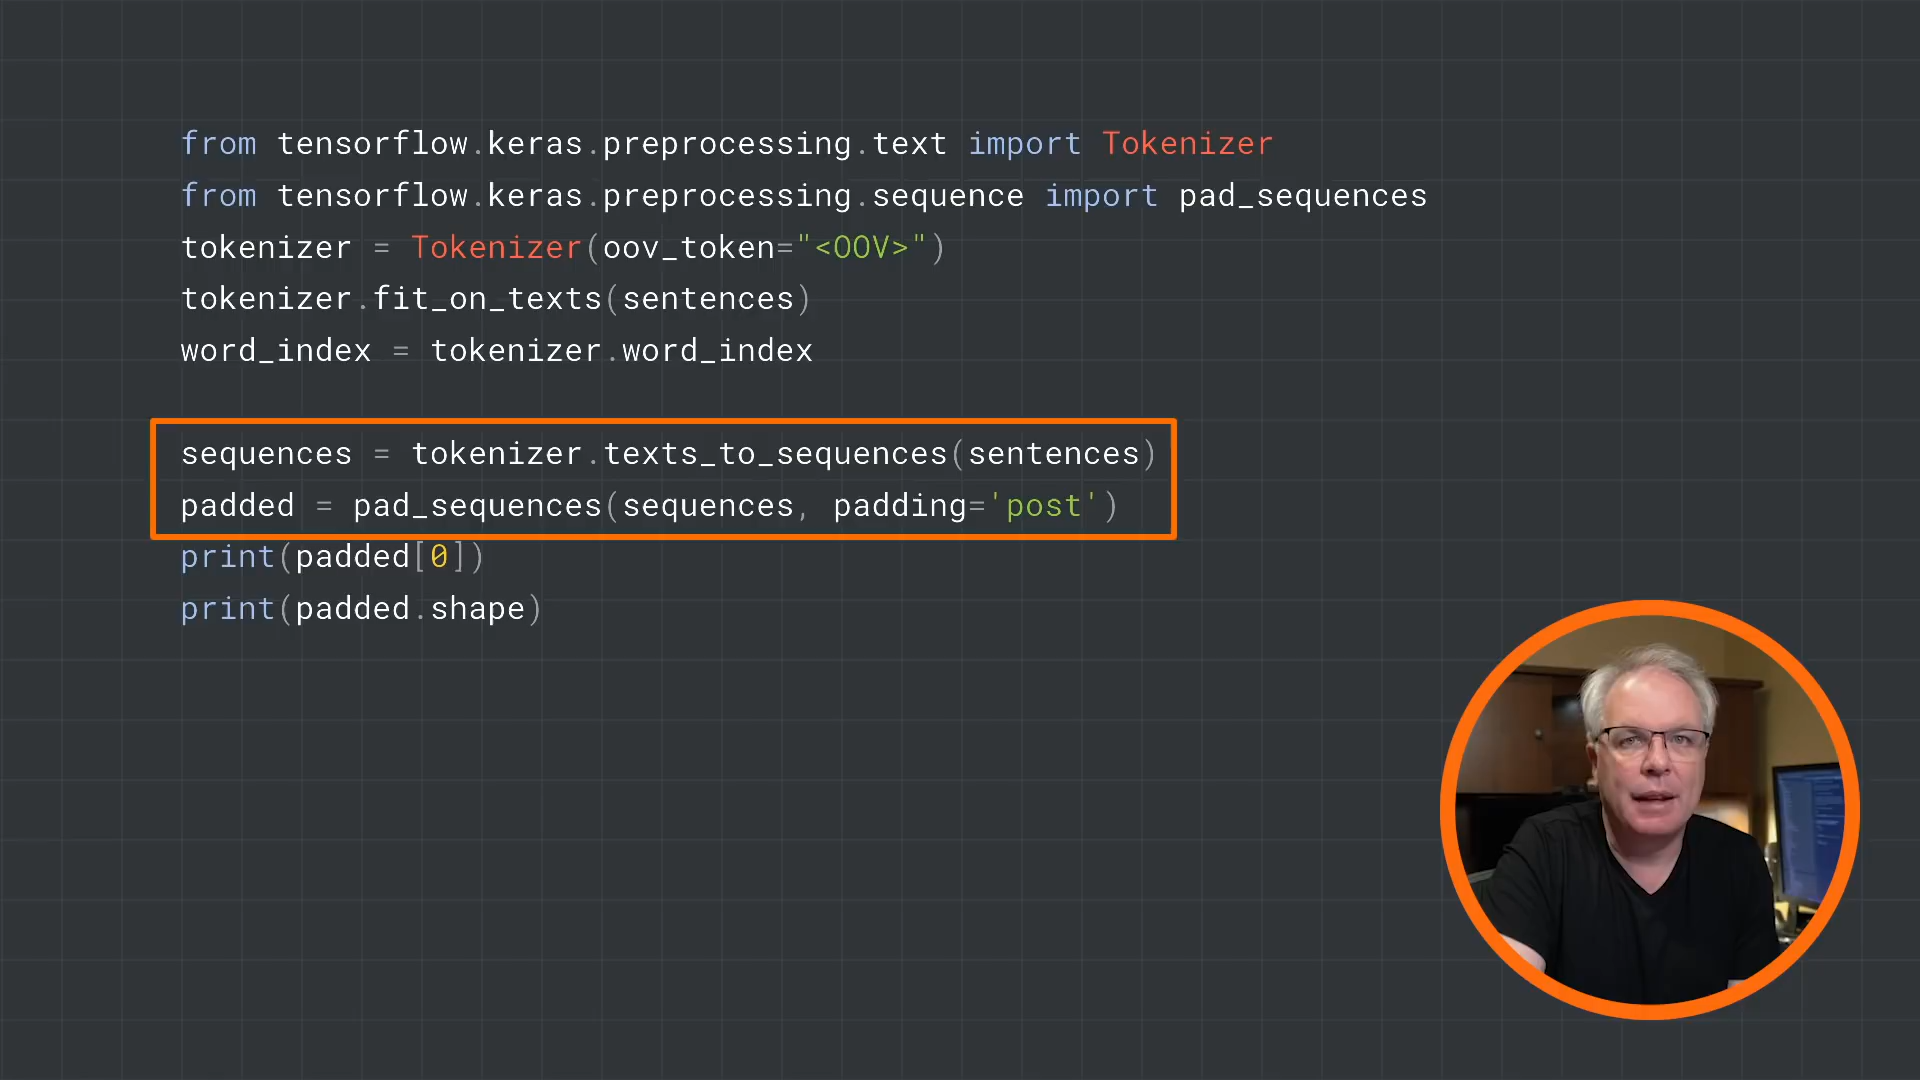 from tensorflow.keras.preprocessing.text import Tokenizer
from tensorflow.keras.preprocessing.sequence import pad_sequences
tokenizer = Tokenizer(oov_token="<OOV>")
tokenizer.fit_on_texts(sentences)
word_index = tokenizer.word_index
sequences = tokenizer.texts_to_sequences(sentences)
padded = pad_sequences(sequences, padding='post')
print(padded[0])
print(padded.shape)